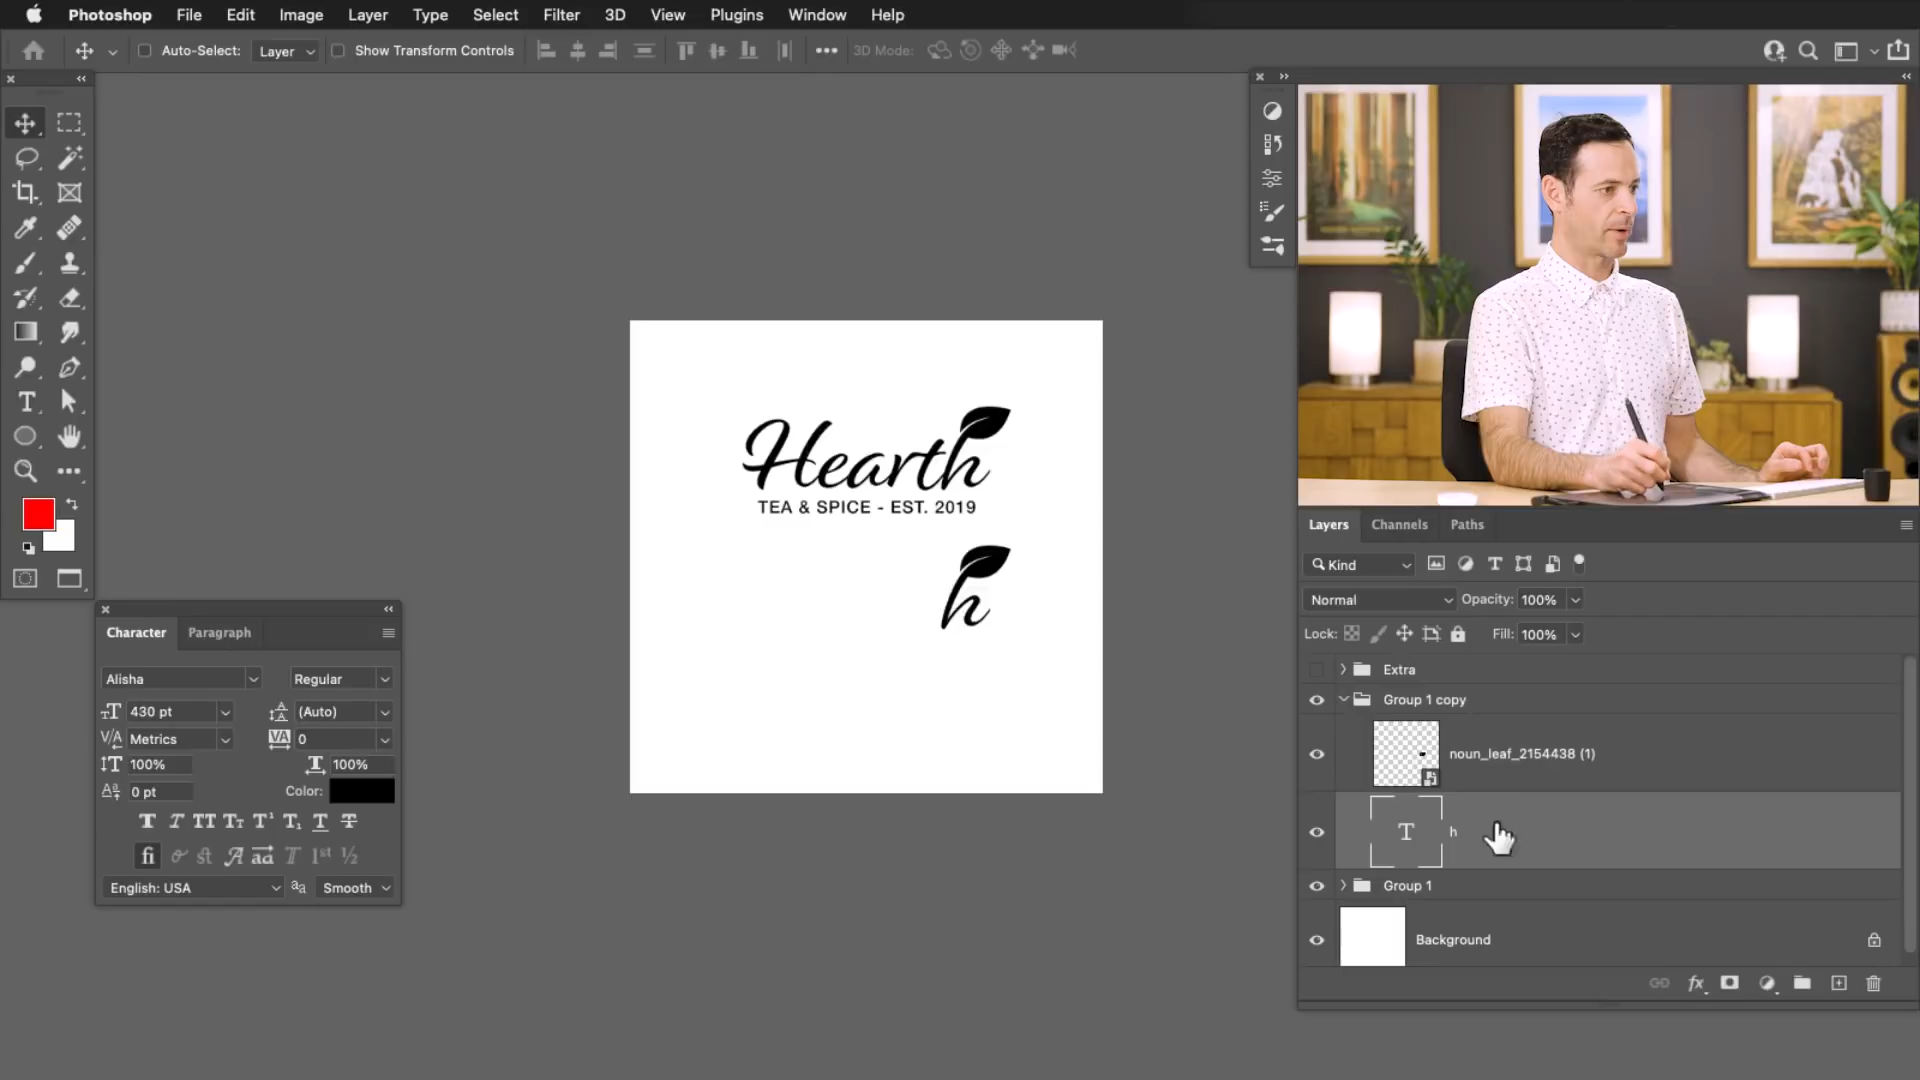 Photoshop File Edit Image Layer Type Select Filter 3D View Plugins Window Help
Auto-Select: Layer Show Transform Controls 3D Mode:
Hearth
TEA & SPICE - EST. 2019
h
Character Paragraph
Alisha Regular
430 pt (Auto)
Metrics 0
100% 100%
0 pt Color:
English: USA Smooth
Layers Channels Paths
Kind
Normal Opacity: 100%
Lock: Fill: 100%
Extra
Group 1 copy
noun_leaf_2154438 (1)
T h
Group 1
Background